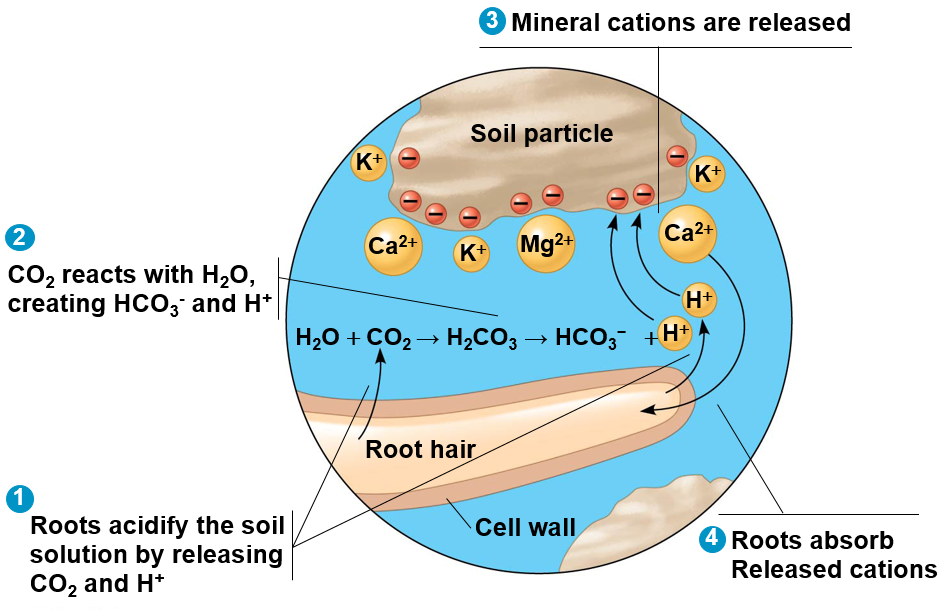 3 Mineral cations are released
Soil particle
K+ − − K+
− − − − − − −
Ca2+ K+ Mg2+ Ca2+
2
CO2 reacts with H2O,
creating HCO3- and H+
H+
H2O + CO2 → H2CO3 → HCO3− + H+
Root hair
1
Roots acidify the soil
solution by releasing
CO2 and H+
Cell wall
4 Roots absorb
Released cations